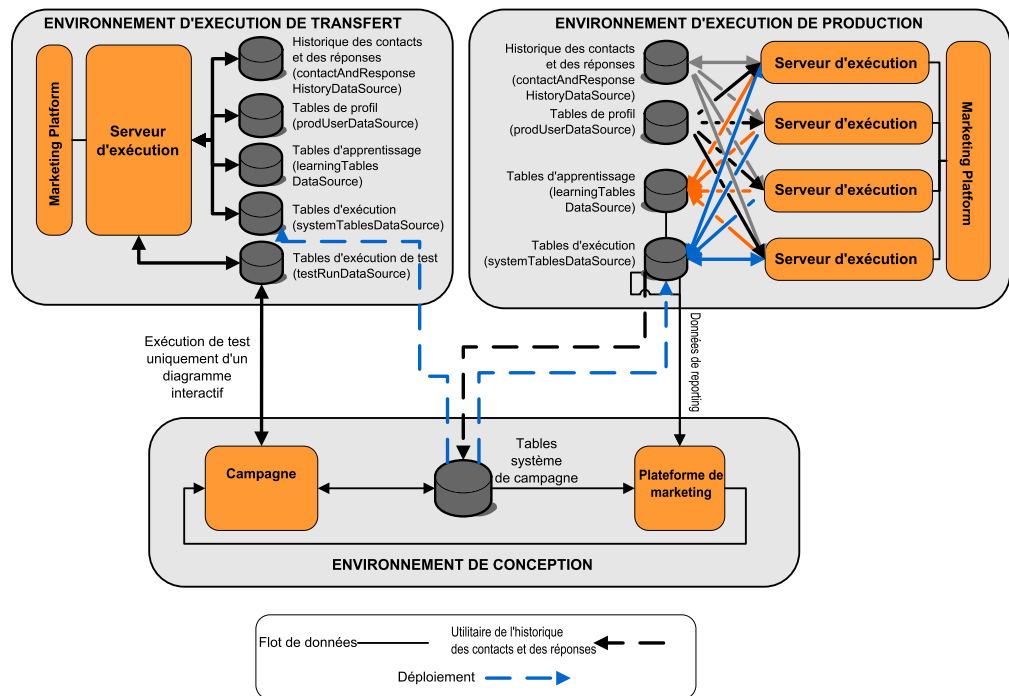 ENVIRONNEMENT D'EXECUTION DE TRANSFERT
Marketing Platform
Serveur
d'exécution
Historique des contacts
et des réponses
(contactAndResponse
HistoryDataSource)
Tables de profil
(prodUserDataSource)
Tables d'apprentissage
(learningTables
DataSource)
Tables d'exécution
(systemTablesDataSource)
Tables d'exécution de test
(testRunDataSource)
ENVIRONNEMENT D'EXECUTION DE PRODUCTION
Historique des contacts
et des réponses
(contactAndResponse
HistoryDataSource)
Tables de profil
(prodUserDataSource)
Tables d'apprentissage
(learningTables
DataSource)
Tables d'exécution
(systemTablesDataSource)
Serveur d'exécution
Serveur d'exécution
Serveur d'exécution
Serveur d'exécution
Marketing Platform
Exécution de test
uniquement d'un
diagramme
interactif
Données de reporting
Campagne
Tables
système
de campagne
Plateforme de
marketing
ENVIRONNEMENT DE CONCEPTION
Flot de données
Utilitaire de l'historique
des contacts et des réponses
Déploiement